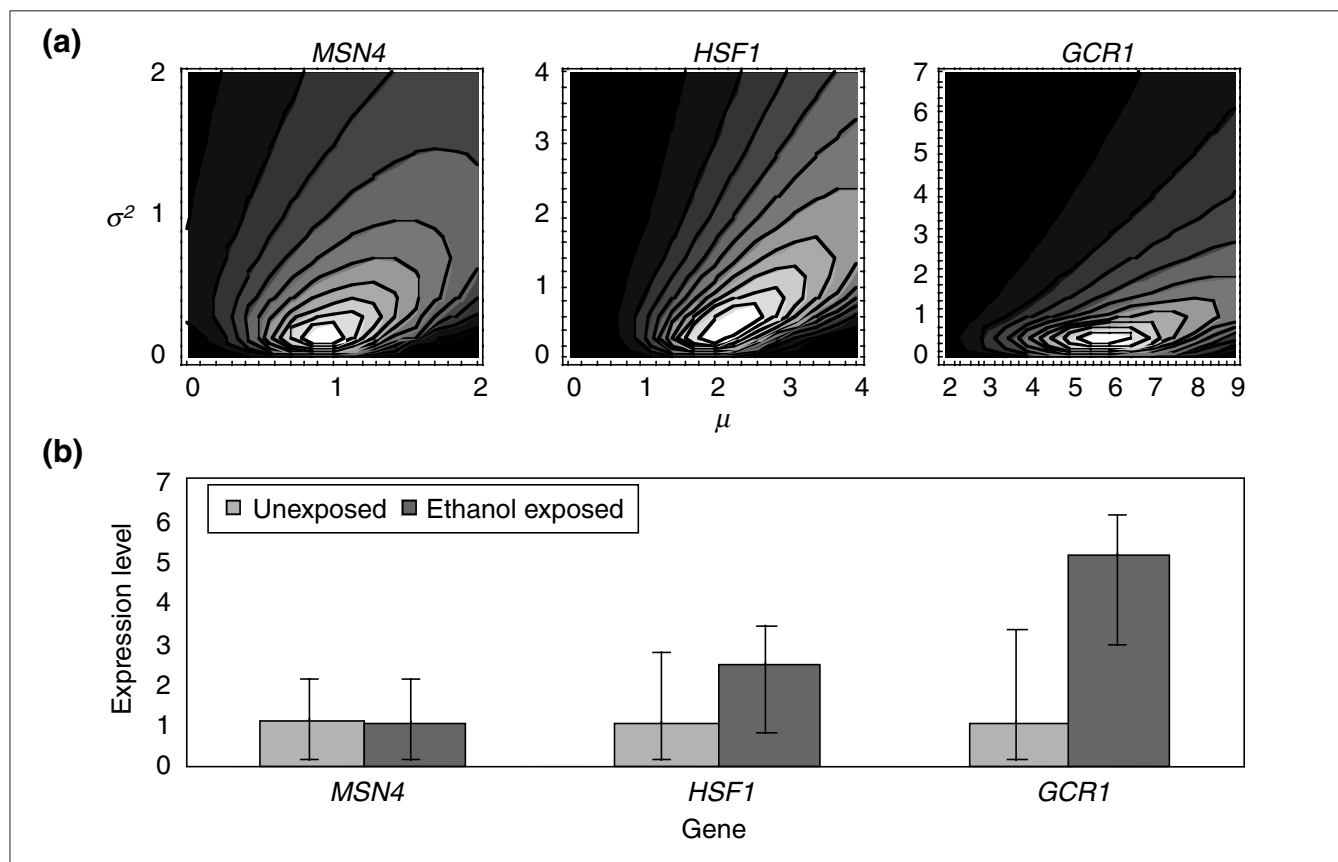 (a)
MSN4 HSF1 GCR1
2 4 7
6
3 5
σ² 1 2 4
3
1 2
1
0 0 0
0 1 2 0 1 2 3 4 2 3 4 5 6 7 8 9
μ
(b)
7
Unexposed Ethanol exposed
6
5
4
3
2
1
0
Expression level
MSN4 HSF1 GCR1
Gene